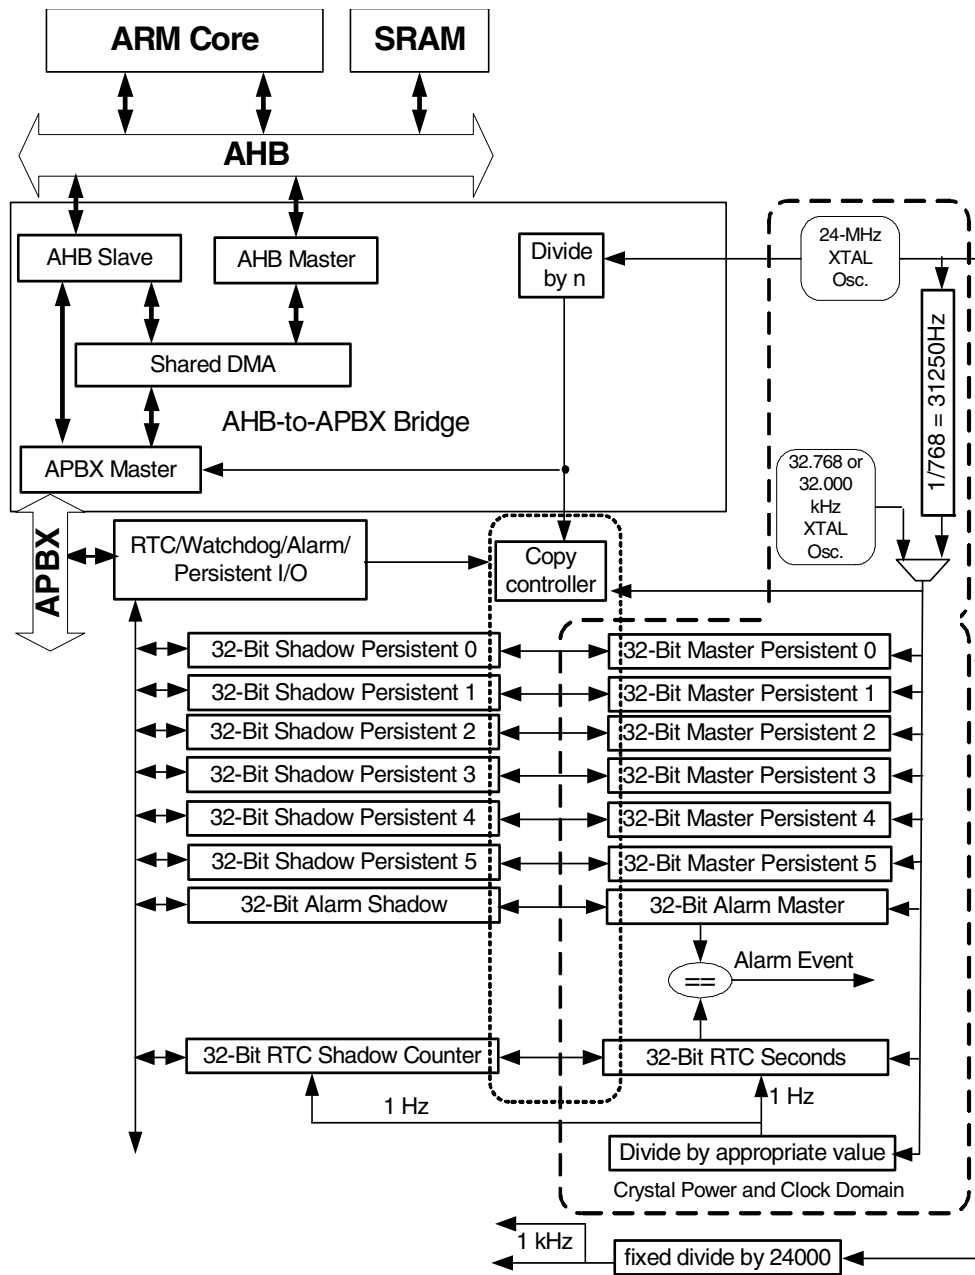 ARM Core
SRAM
AHB
AHB Slave
AHB Master
Divide
by n
24-MHz
XTAL
Osc.
1/768 = 31250Hz
Shared DMA
AHB-to-APBX Bridge
APBX Master
32.768 or
32.000
kHz
XTAL
Osc.
APBX
RTC/Watchdog/Alarm/
Persistent I/O
Copy
controller
32-Bit Shadow Persistent 0
32-Bit Master Persistent 0
32-Bit Shadow Persistent 1
32-Bit Master Persistent 1
32-Bit Shadow Persistent 2
32-Bit Master Persistent 2
32-Bit Shadow Persistent 3
32-Bit Master Persistent 3
32-Bit Shadow Persistent 4
32-Bit Master Persistent 4
32-Bit Shadow Persistent 5
32-Bit Master Persistent 5
32-Bit Alarm Shadow
32-Bit Alarm Master
==
Alarm Event
32-Bit RTC Shadow Counter
32-Bit RTC Seconds
1 Hz
1 Hz
Divide by appropriate value
Crystal Power and Clock Domain
1 kHz
fixed divide by 24000